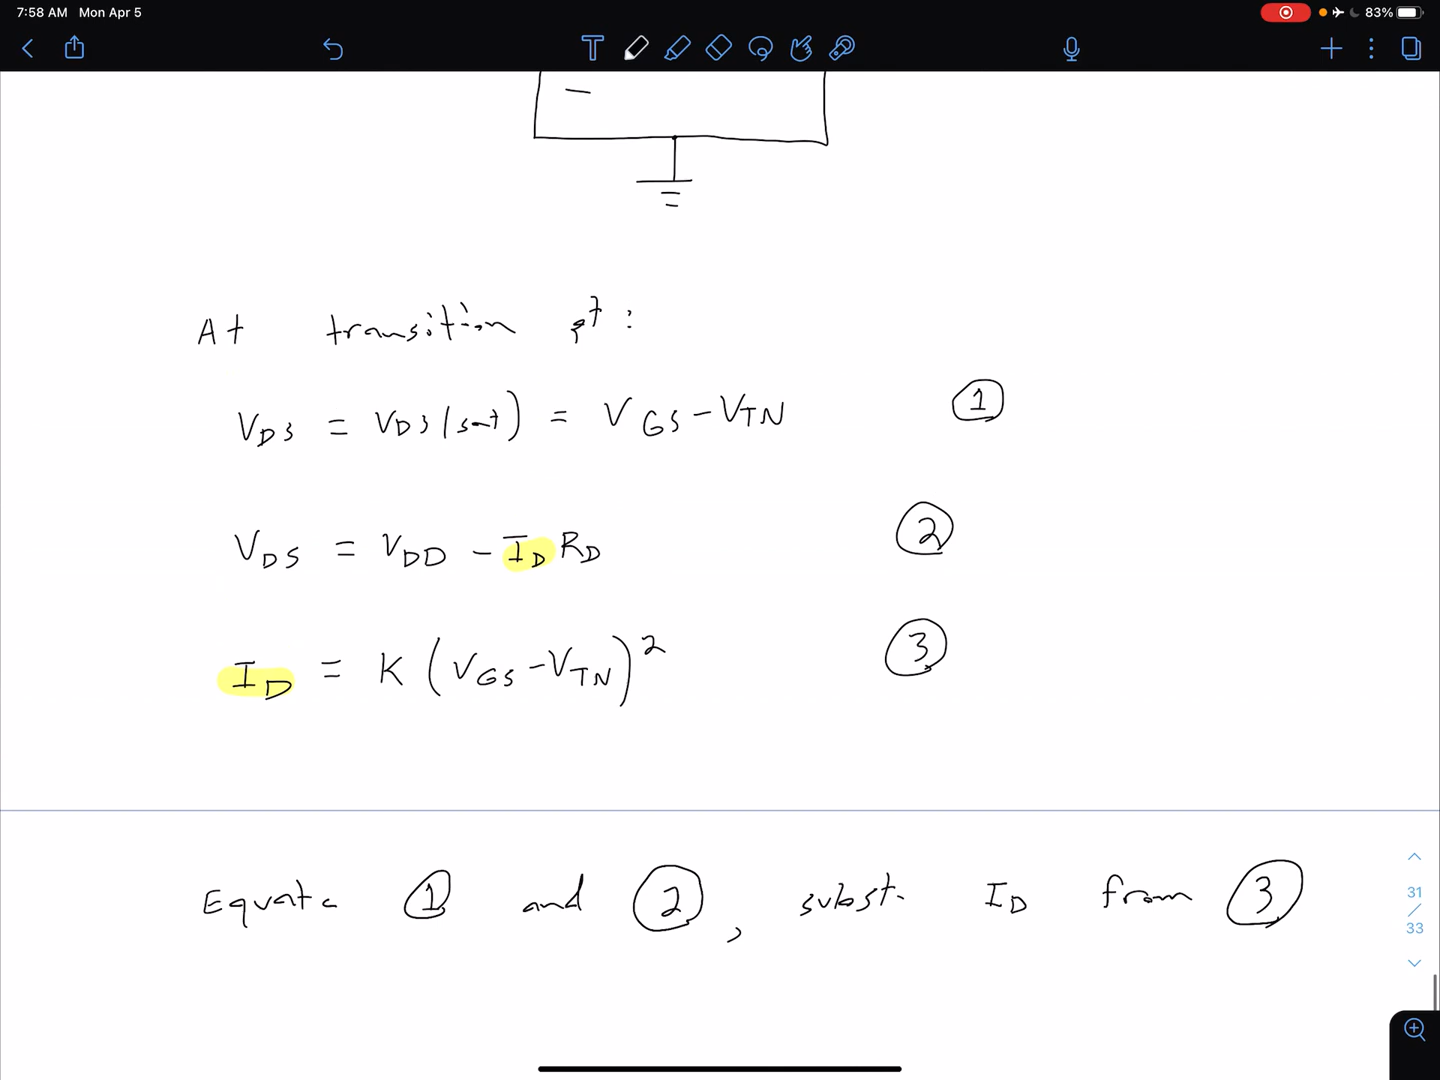 7:58 AM Mon Apr 5 83%
T
At transition pt:
V_DS = V_DS(sat) = V_GS - V_TN ①
V_DS = V_DD - I_D R_D ②
I_D = K (V_GS - V_TN)² ③
Equate ① and ②, subst. I_D from ③
31
/
33